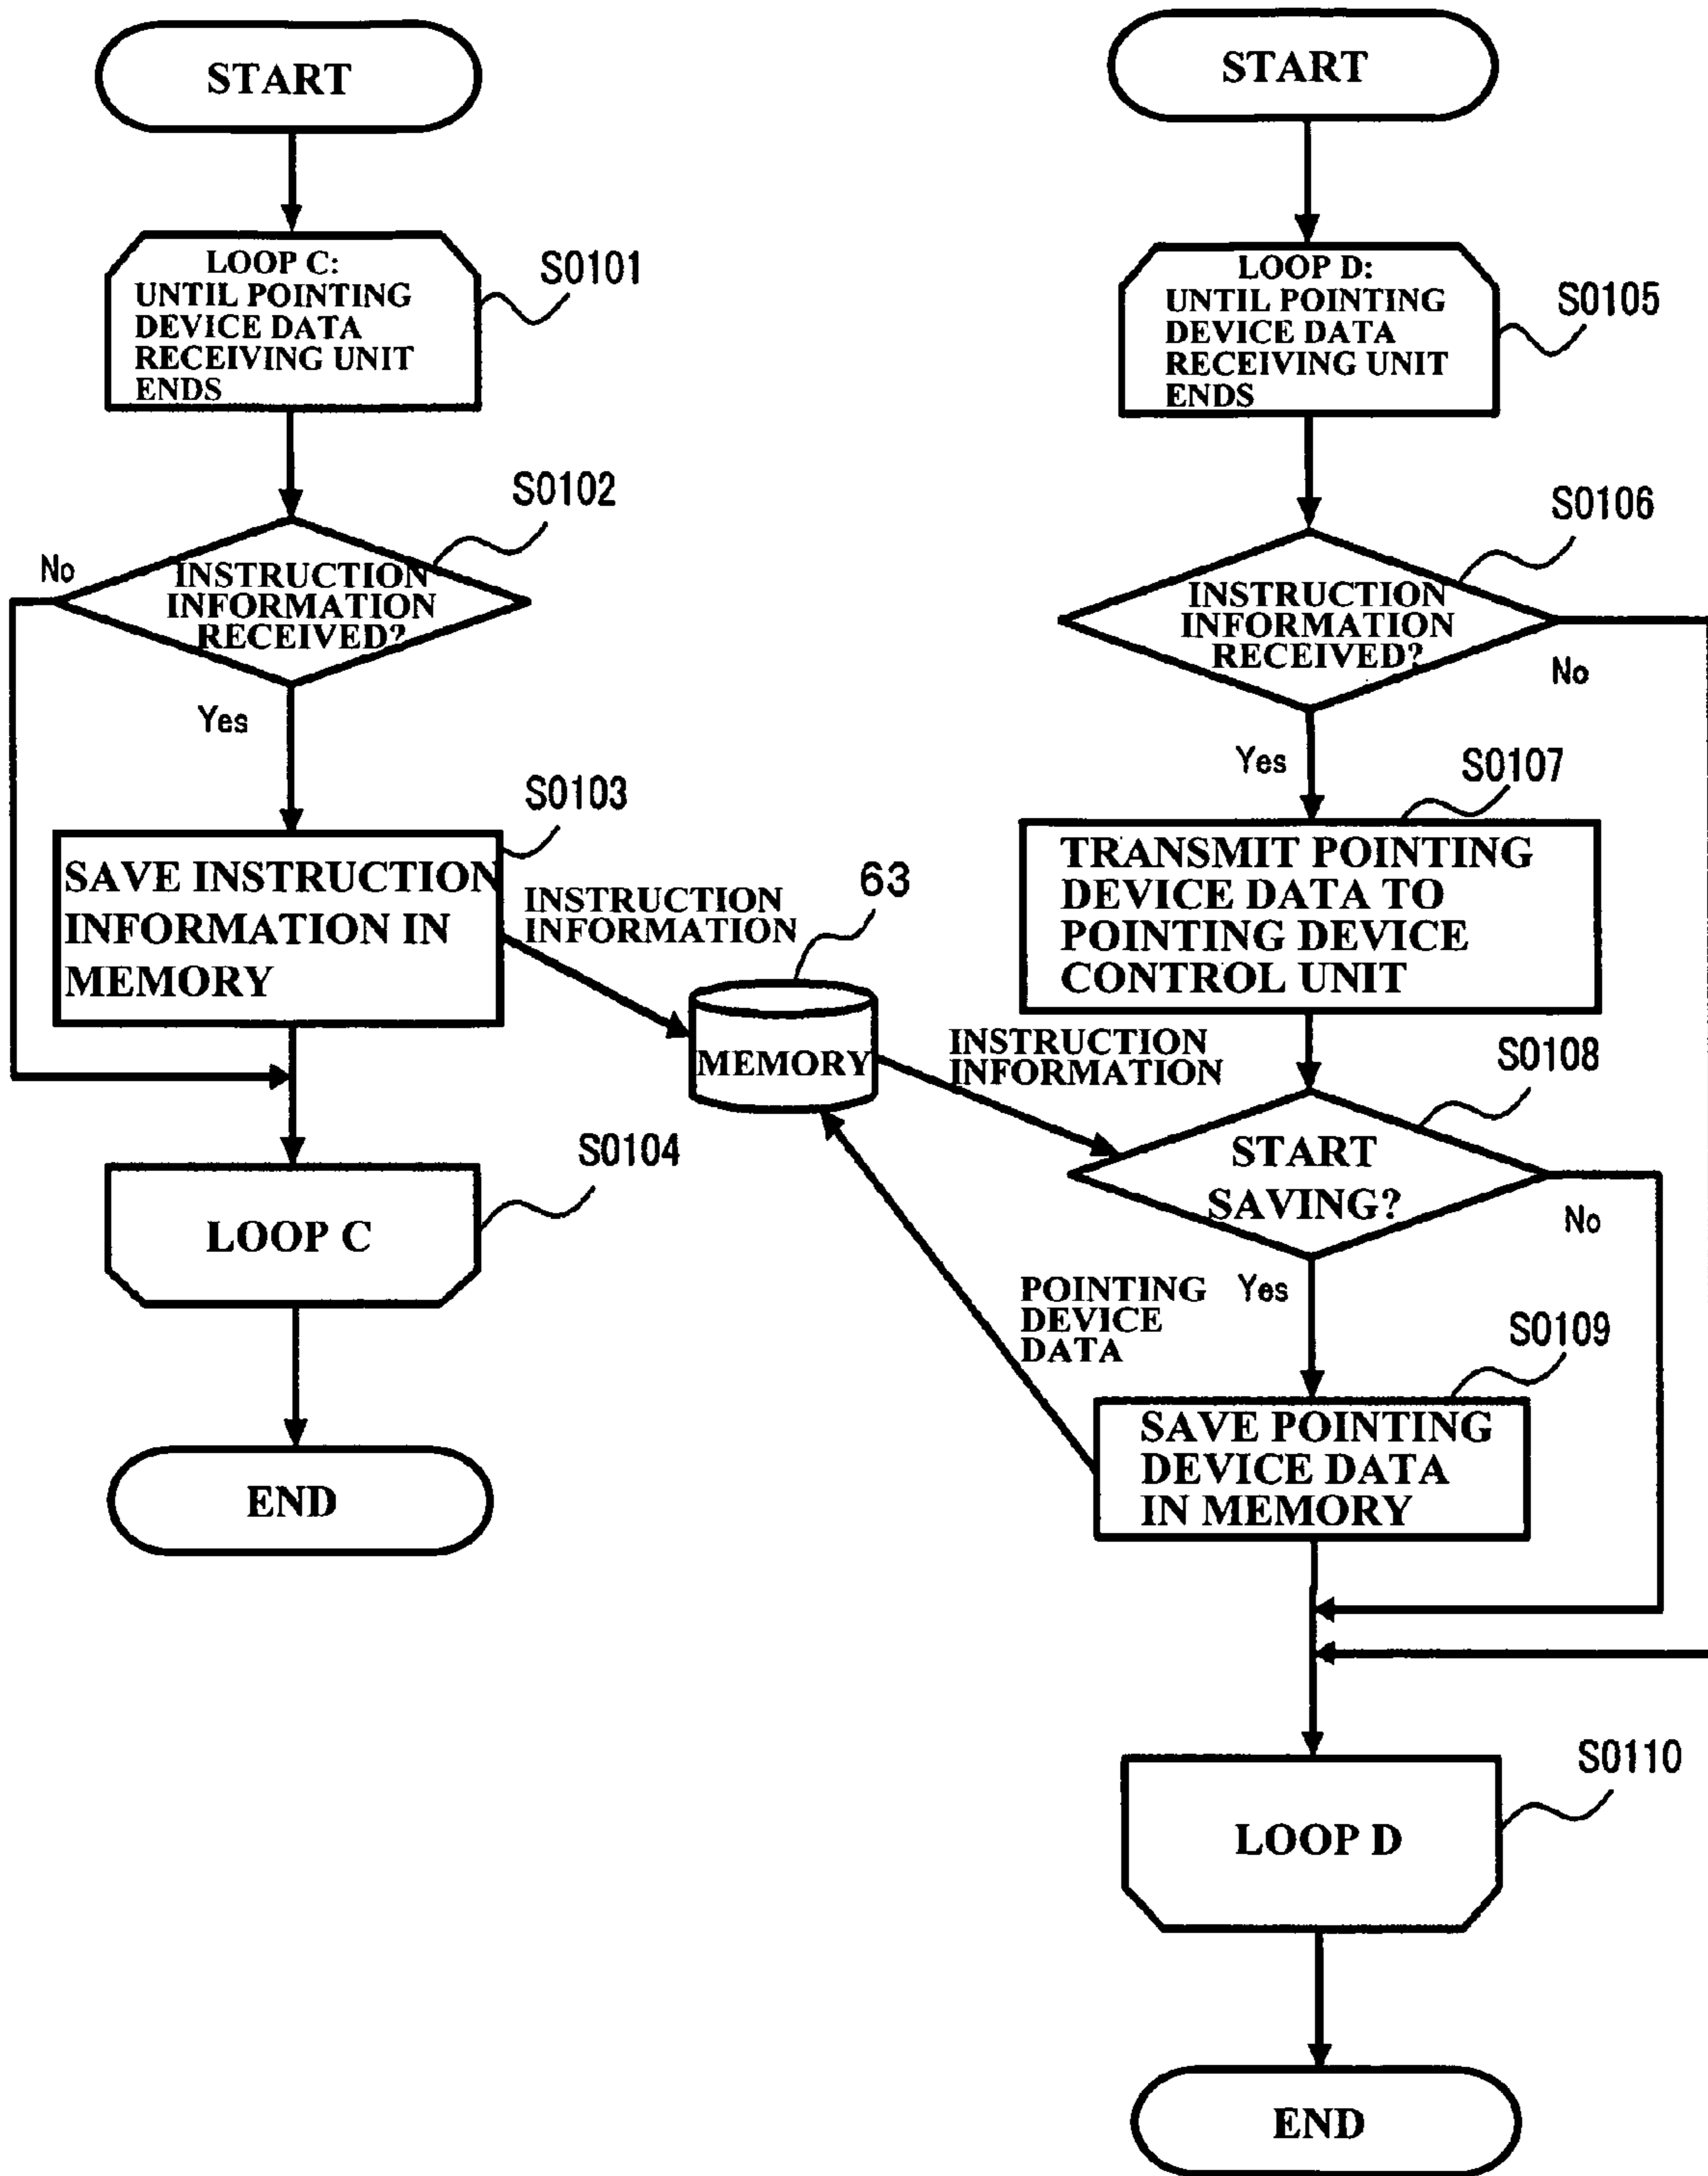 START
LOOP C:
UNTIL POINTING
DEVICE DATA
RECEIVING UNIT
ENDS
S0101
S0102
No
INSTRUCTION
INFORMATION
RECEIVED?
Yes
S0103
SAVE INSTRUCTION
INFORMATION IN
MEMORY
INSTRUCTION
INFORMATION
63
MEMORY
S0104
LOOP C
END
START
LOOP D:
UNTIL POINTING
DEVICE DATA
RECEIVING UNIT
ENDS
S0105
S0106
INSTRUCTION
INFORMATION
RECEIVED?
No
Yes
S0107
TRANSMIT POINTING
DEVICE DATA TO
POINTING DEVICE
CONTROL UNIT
INSTRUCTION
INFORMATION
S0108
START
SAVING?
No
Yes
POINTING
DEVICE
DATA
S0109
SAVE POINTING
DEVICE DATA
IN MEMORY
S0110
LOOP D
END